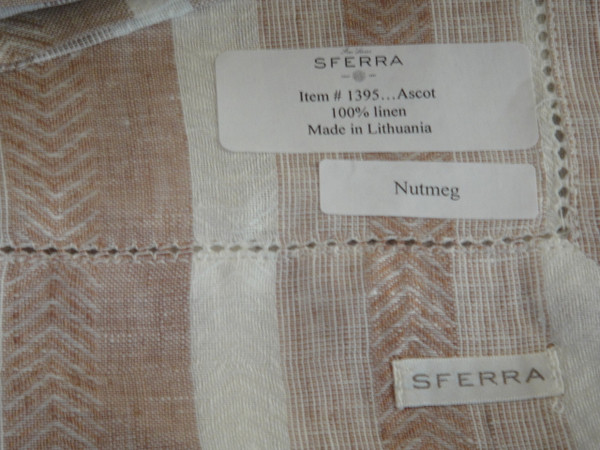 SFERRA
Item # 1395...Ascot
100% linen
Made in Lithuania
Nutmeg
SFERRA